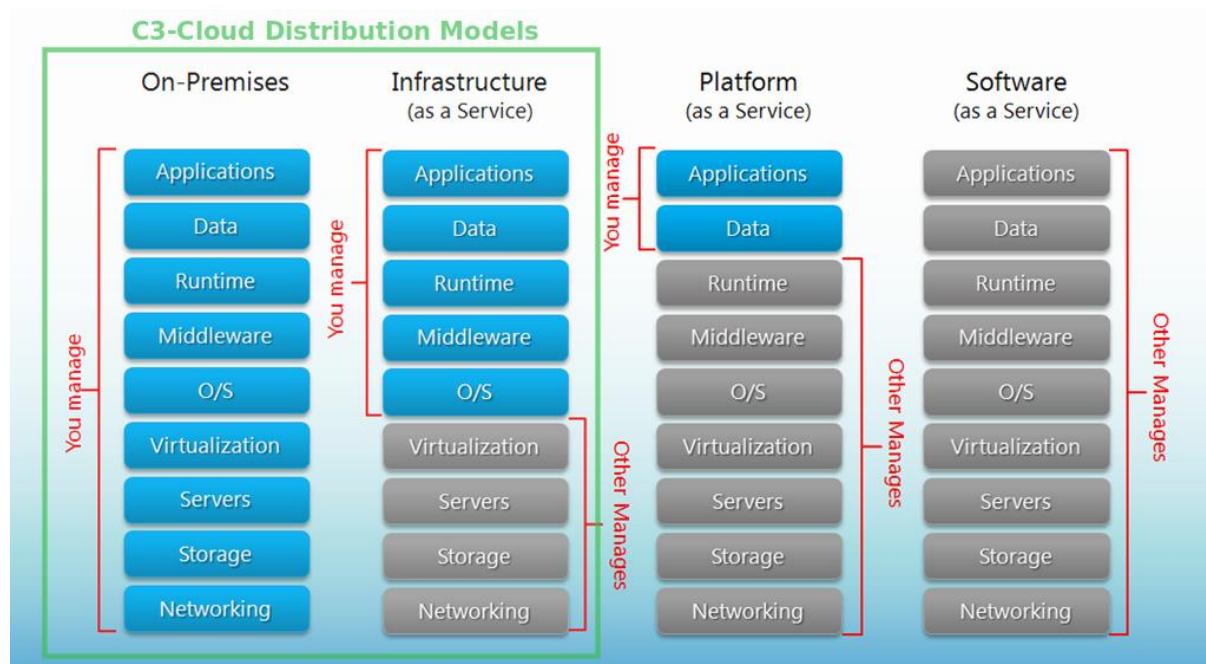 C3-Cloud Distribution Models
On-Premises
Applications
Data
Runtime
Middleware
O/S
Virtualization
Servers
Storage
Networking
You manage
Infrastructure
(as a Service)
Applications
Data
Runtime
Middleware
O/S
Virtualization
Servers
Storage
Networking
You manage
Other Manages
Platform
(as a Service)
Applications
Data
Runtime
Middleware
O/S
Virtualization
Servers
Storage
Networking
You manage
Other Manages
Software
(as a Service)
Applications
Data
Runtime
Middleware
O/S
Virtualization
Servers
Storage
Networking
Other Manages